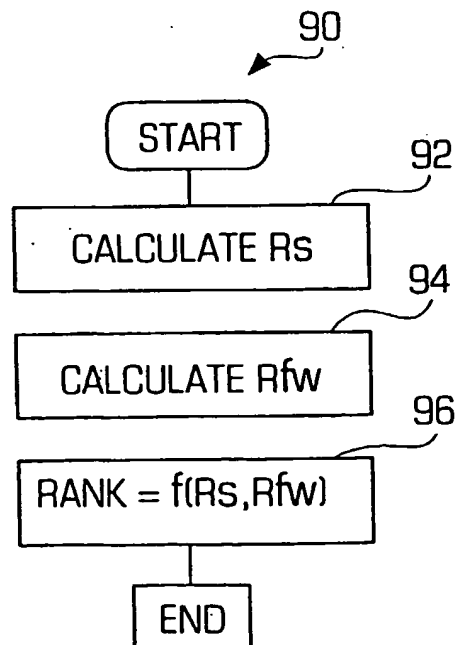 90
START
92
CALCULATE Rs
94
CALCULATE Rfw
96
RANK = f(Rs,Rfw)
END